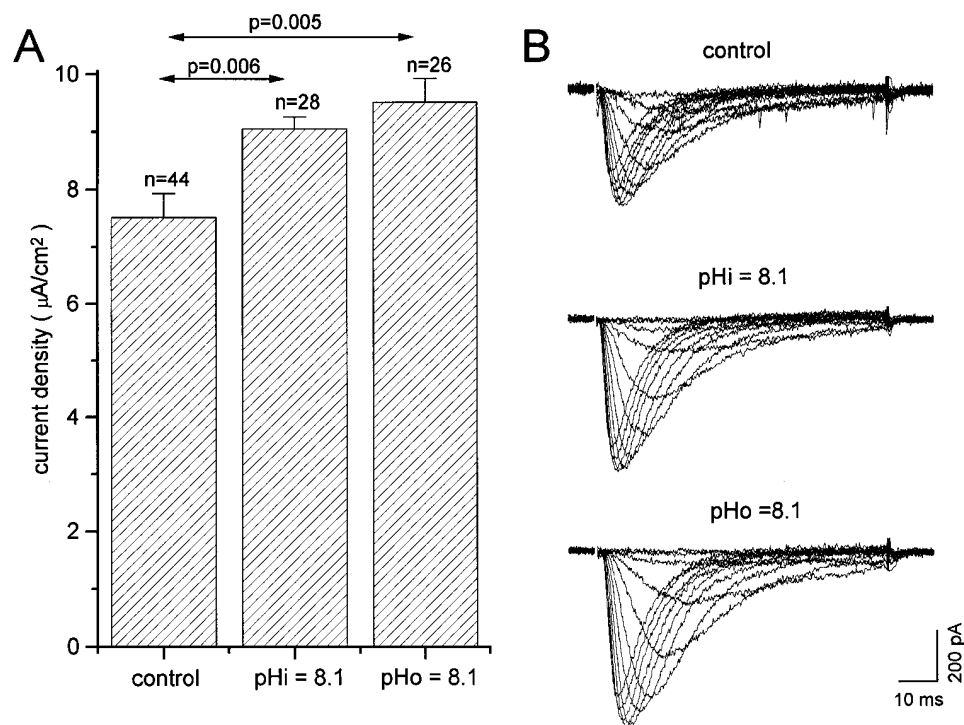 A
p=0.005
p=0.006
n=44
n=28
n=26
current density ( μA/cm²)
10
8
6
4
2
0
control
pHi = 8.1
pHo = 8.1
B
control
pHi = 8.1
pHo =8.1
200 pA
10 ms